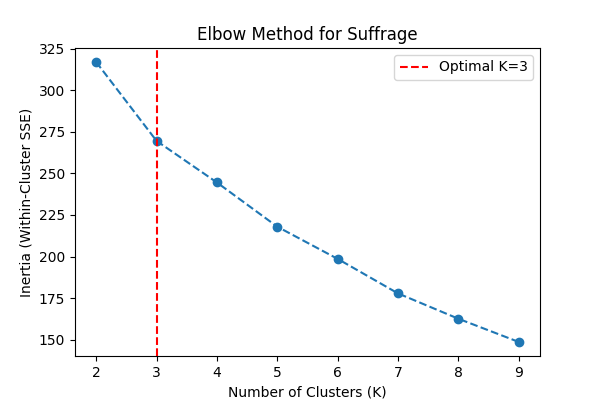 Elbow Method for Suffrage
Optimal K=3
Inertia (Within-Cluster SSE)
325
300
275
250
225
200
175
150
2 3 4 5 6 7 8 9
Number of Clusters (K)